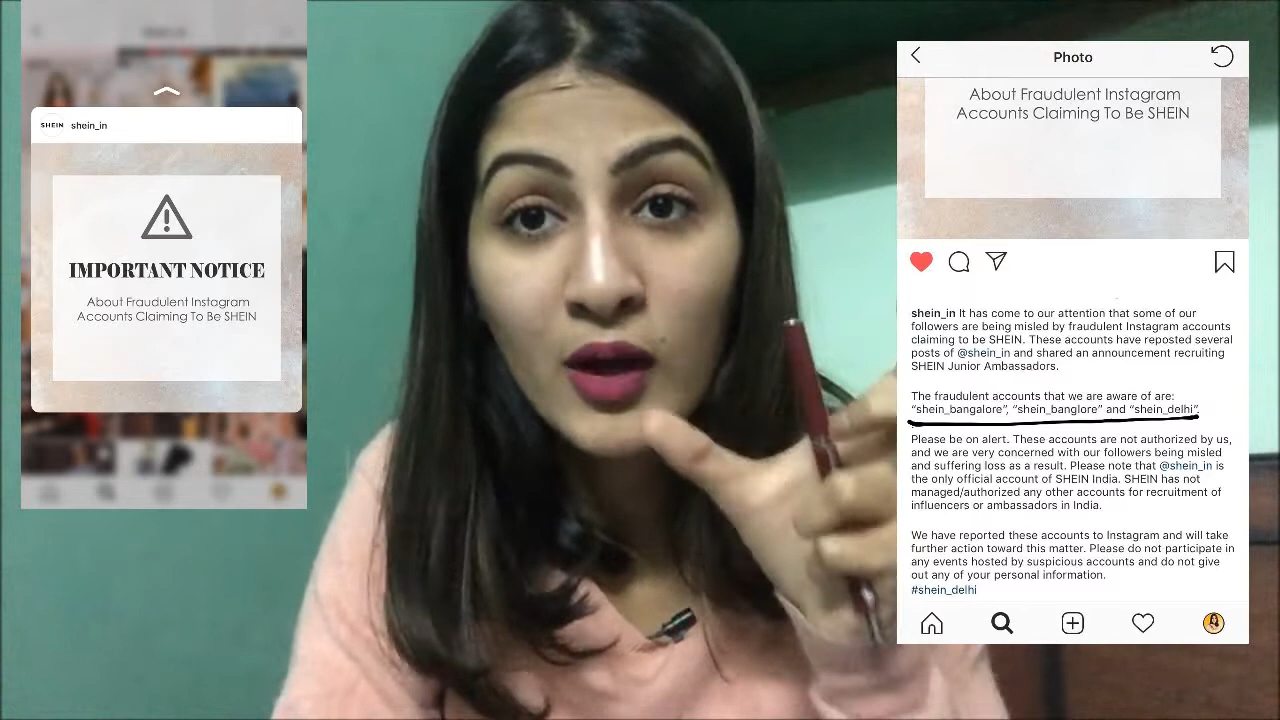 SHEIN shein_in
IMPORTANT NOTICE
About Fraudulent Instagram
Accounts Claiming To Be SHEIN
Photo
About Fraudulent Instagram
Accounts Claiming To Be SHEIN
shein_in It has come to our attention that some of our
followers are being misled by fraudulent Instagram accounts
claiming to be SHEIN. These accounts have reposted several
posts of @shein_in and shared an announcement recruiting
SHEIN Junior Ambassadors.
The fraudulent accounts that we are aware of are:
“shein_bangalore”, “shein_banglore” and “shein_delhi”.
Please be on alert. These accounts are not authorized by us,
and we are very concerned with our followers being misled
and suffering loss as a result. Please note that @shein_in is
the only official account of SHEIN India. SHEIN has not
managed/authorized any other accounts for recruitment of
influencers or ambassadors in India.
We have reported these accounts to Instagram and will take
further action toward this matter. Please do not participate in
any events hosted by suspicious accounts and do not give
out any of your personal information.
#shein_delhi